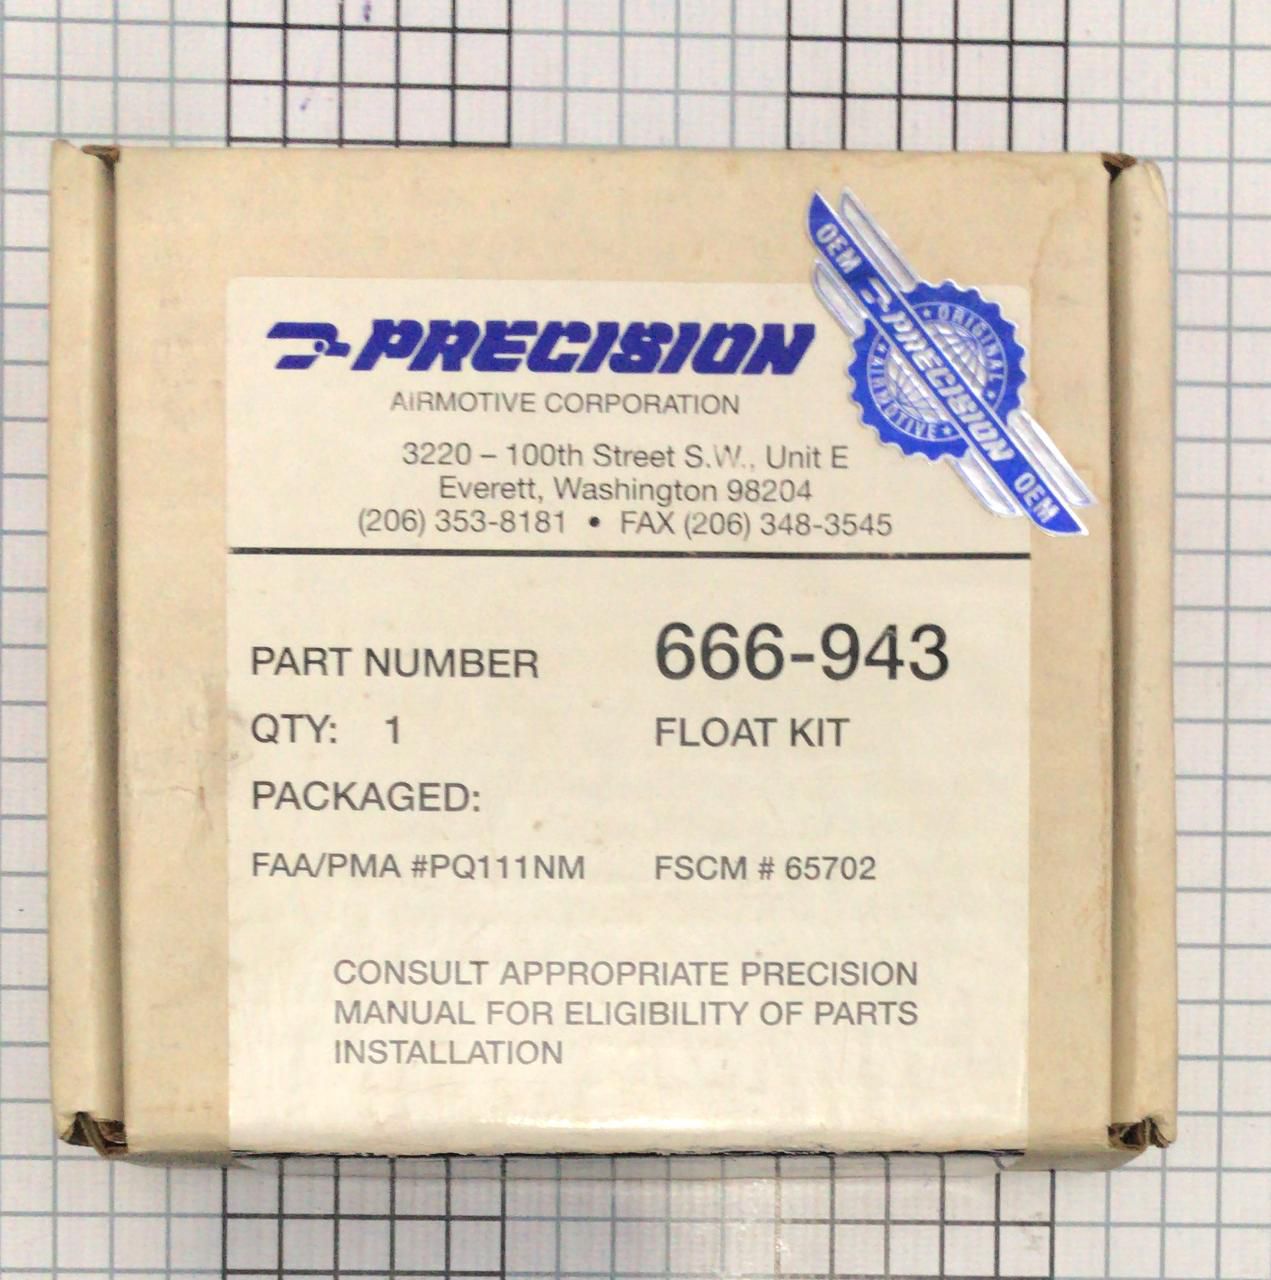 PRECISION
AIRMOTIVE CORPORATION
3220 – 100th Street S.W., Unit E
Everett, Washington 98204
(206) 353-8181 • FAX (206) 348-3545
OEM PRECISION OEM
ORIGINAL
AIRMOTIVE
PART NUMBER 666-943
QTY: 1 FLOAT KIT
PACKAGED:
FAA/PMA #PQ111NM FSCM # 65702
CONSULT APPROPRIATE PRECISION
MANUAL FOR ELIGIBILITY OF PARTS
INSTALLATION